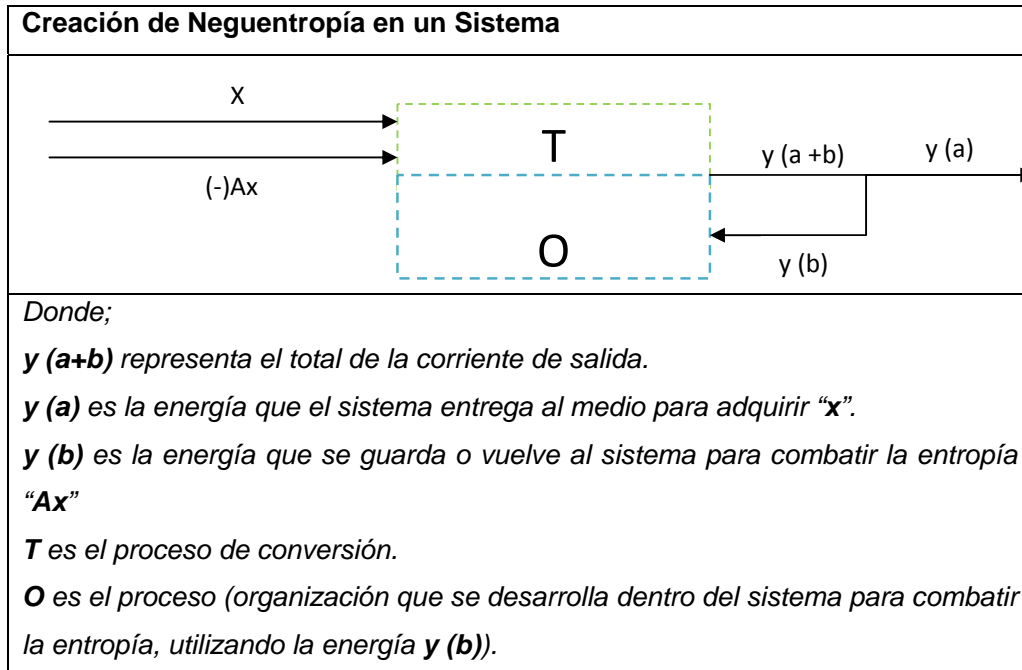 Creación de Neguentropía en un Sistema
X
T
y (a +b)
y (a)
(-)Ax
O
y (b)
Donde;
y (a+b) representa el total de la corriente de salida.
y (a) es la energía que el sistema entrega al medio para adquirir “x”.
y (b) es la energía que se guarda o vuelve al sistema para combatir la entropía
“Ax”
T es el proceso de conversión.
O es el proceso (organización que se desarrolla dentro del sistema para combatir
la entropía, utilizando la energía y (b)).